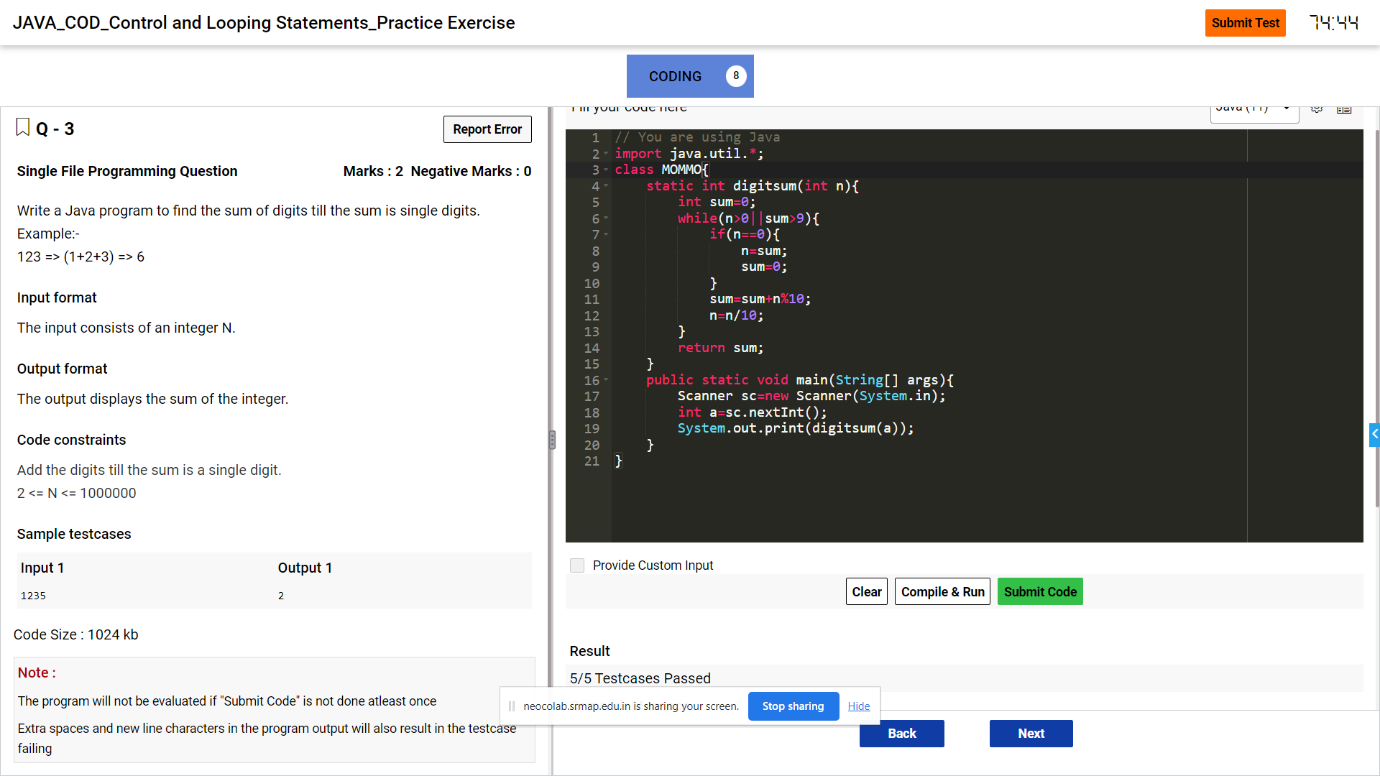 JAVA_COD_Control and Looping Statements_Practice Exercise
Submit Test
74:44
CODING 8
Q - 3
Report Error
Single File Programming Question
Marks : 2 Negative Marks : 0
Write a Java program to find the sum of digits till the sum is single digits.
Example:-
123 => (1+2+3) => 6
Input format
The input consists of an integer N.
Output format
The output displays the sum of the integer.
Code constraints
Add the digits till the sum is a single digit.
2 <= N <= 1000000
Sample testcases
Input 1 Output 1
1235 2
Code Size : 1024 kb
Note :
The program will not be evaluated if "Submit Code" is not done atleast once
Extra spaces and new line characters in the program output will also result in the testcase
failing
Fill your code here
Java (11)
1 // You are using Java
2 import java.util.*;
3 class MOMMO{
4 static int digitsum(int n){
5 int sum=0;
6 while(n>0||sum>9){
7 if(n==0){
8 n=sum;
9 sum=0;
10 }
11 sum=sum+n%10;
12 n=n/10;
13 }
14 return sum;
15 }
16 public static void main(String[] args){
17 Scanner sc=new Scanner(System.in);
18 int a=sc.nextInt();
19 System.out.print(digitsum(a));
20 }
21 }
Provide Custom Input
Clear
Compile & Run
Submit Code
Result
5/5 Testcases Passed
neocolab.srmap.edu.in is sharing your screen.
Stop sharing
Hide
Back
Next